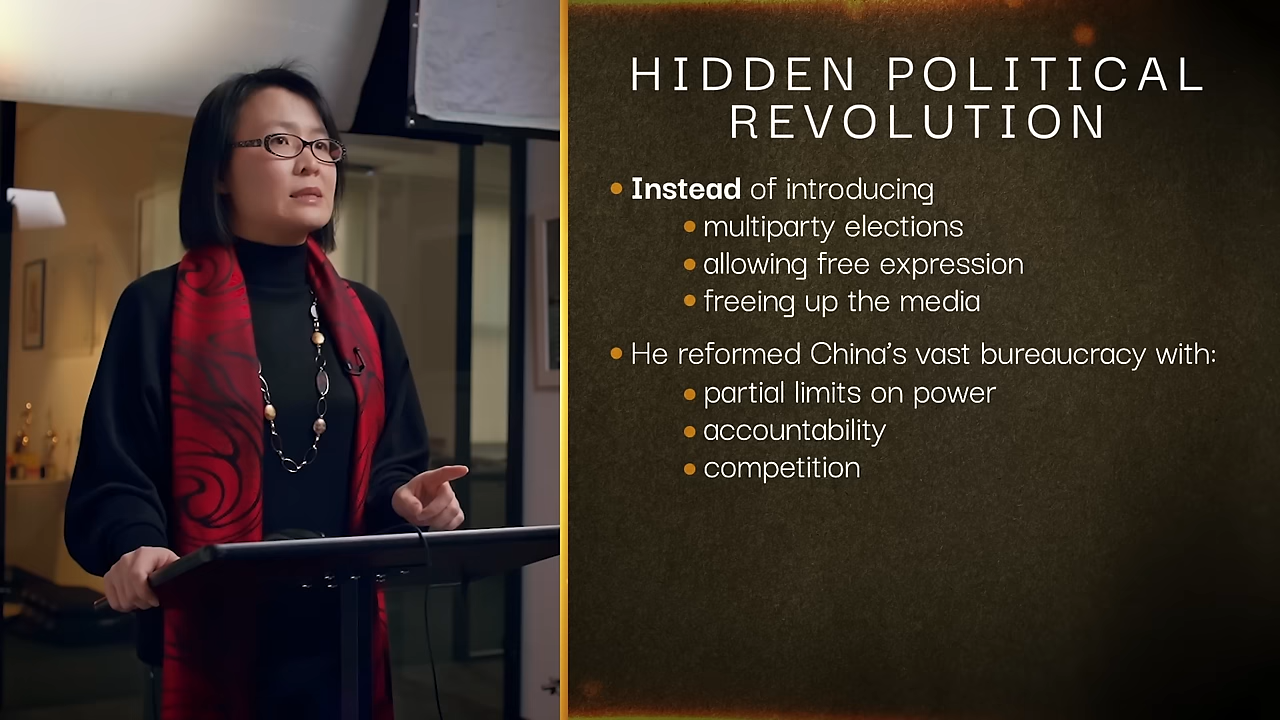 HIDDEN POLITICAL
REVOLUTION
Instead of introducing
multiparty elections
allowing free expression
freeing up the media
He reformed China's vast bureaucracy with:
partial limits on power
accountability
competition